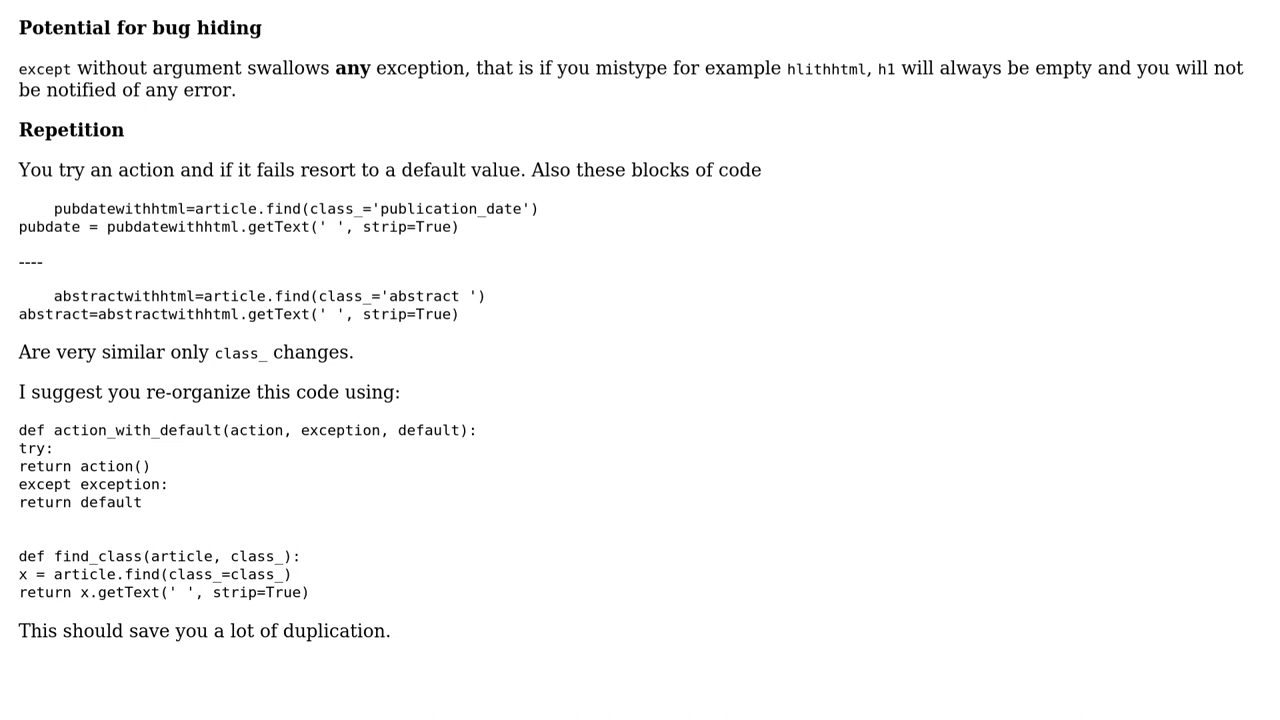 Potential for bug hiding
except without argument swallows any exception, that is if you mistype for example hlithhtml, h1 will always be empty and you will not
be notified of any error.
Repetition
You try an action and if it fails resort to a default value. Also these blocks of code
    pubdatewithhtml=article.find(class_='publication_date')
pubdate = pubdatewithhtml.getText(' ', strip=True)
----
    abstractwithhtml=article.find(class_='abstract ')
abstract=abstractwithhtml.getText(' ', strip=True)
Are very similar only class_ changes.
I suggest you re-organize this code using:
def action_with_default(action, exception, default):
try:
return action()
except exception:
return default
def find_class(article, class_):
x = article.find(class_=class_)
return x.getText(' ', strip=True)
This should save you a lot of duplication.